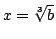 x = ∛b